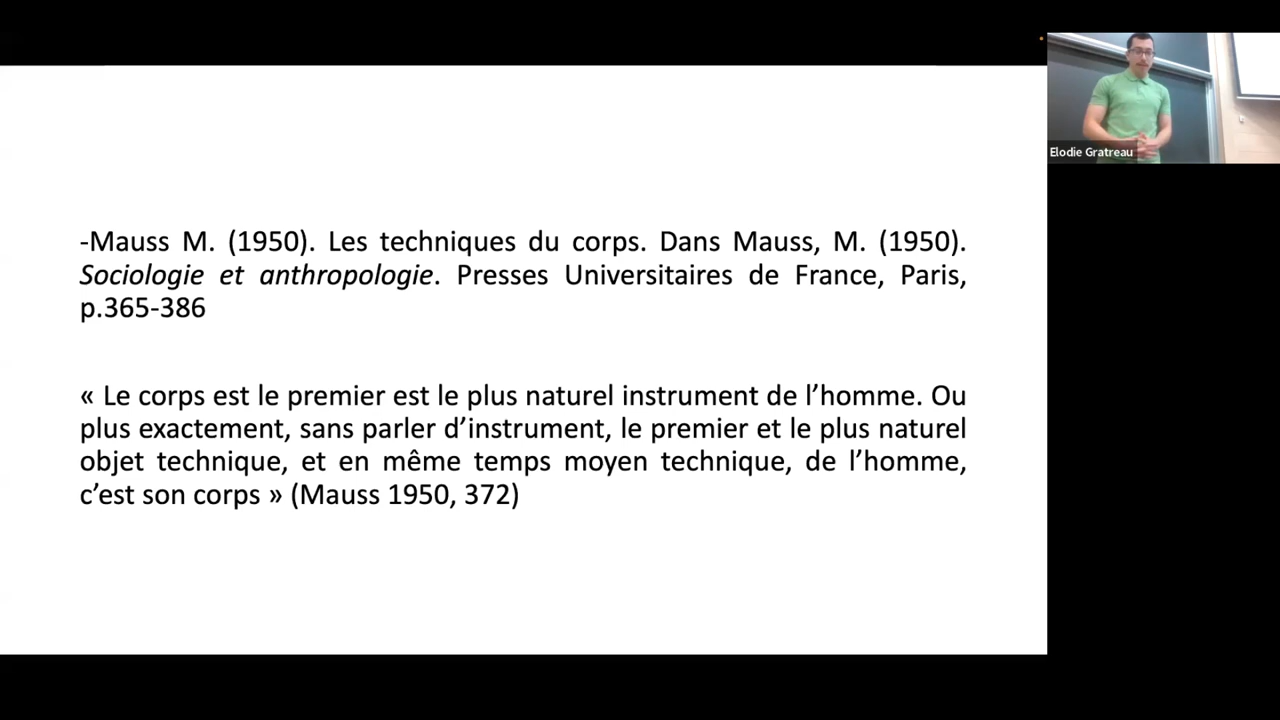 -Mauss M. (1950). Les techniques du corps. Dans Mauss, M. (1950).
Sociologie et anthropologie. Presses Universitaires de France, Paris,
p.365-386
« Le corps est le premier est le plus naturel instrument de l’homme. Ou
plus exactement, sans parler d’instrument, le premier et le plus naturel
objet technique, et en même temps moyen technique, de l’homme,
c’est son corps » (Mauss 1950, 372)
Elodie Gratreau